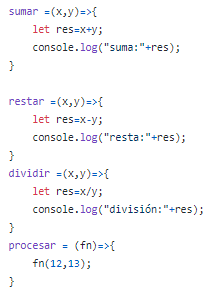 sumar =(x,y)=>{
let res=x+y;
console.log("suma:"+res);
}
restar =(x,y)=>{
let res=x-y;
console.log("resta:"+res);
}
dividir =(x,y)=>{
let res=x/y;
console.log("división:"+res);
}
procesar = (fn)=>{
fn(12,13);
}